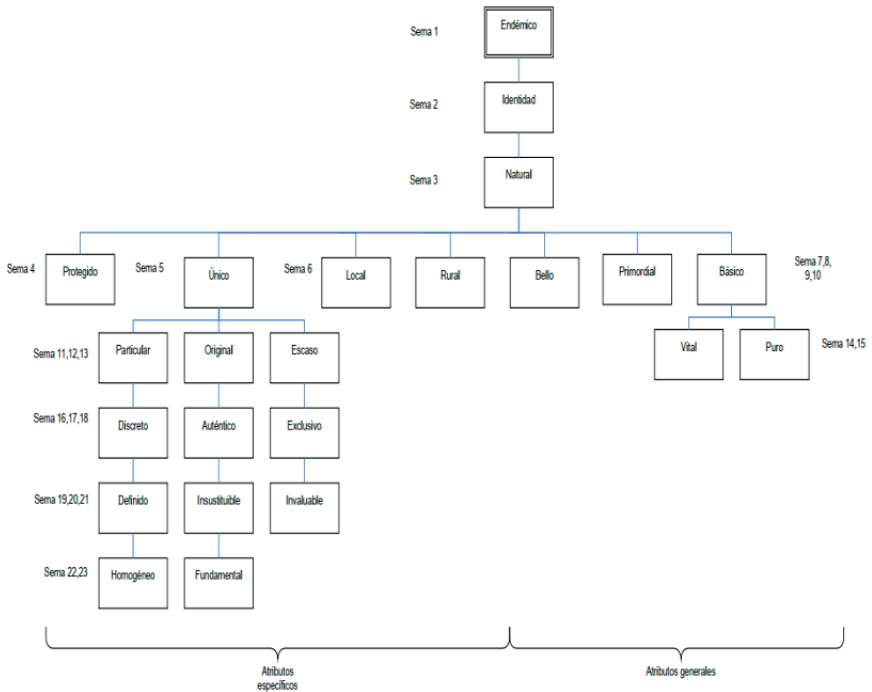 Sema 1
Endémico
Sema 2
Identidad
Sema 3
Natural
Sema 4
Protegido
Sema 5
Único
Sema 6
Local
Rural
Bello
Primordial
Básico
Sema 7,8,
9,10
Sema 11,12,13
Particular
Original
Escaso
Vital
Puro
Sema 14,15
Sema 16,17,18
Discreto
Auténtico
Exclusivo
Sema 19,20,21
Definido
Insustituible
Invaluable
Sema 22,23
Homogéneo
Fundamental
Atributos
específicos
Atributos generales